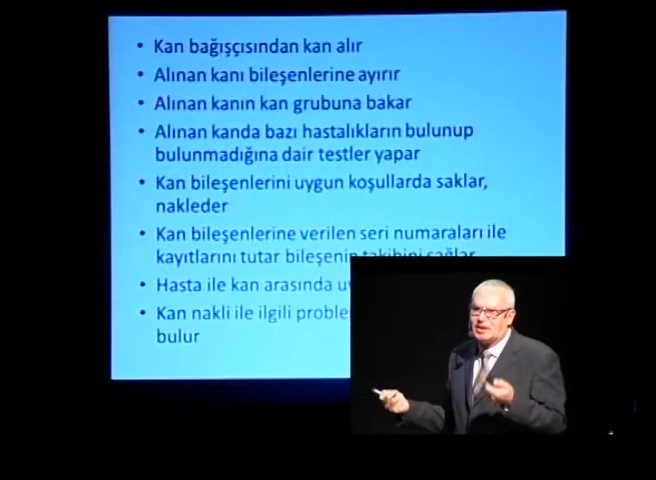 • Kan bağışçısından kan alır
• Alınan kanı bileşenlerine ayırır
• Alınan kanın kan grubuna bakar
• Alınan kanda bazı hastalıkların bulunup
bulunmadığına dair testler yapar
• Kan bileşenlerini uygun koşullarda saklar,
nakleder
• Kan bileşenlerine verilen seri numaraları ile
kayıtlarını tutar bileşenin takibini sağlar
• Hasta ile kan arasında
• Kan nakli ile ilgili
bulur